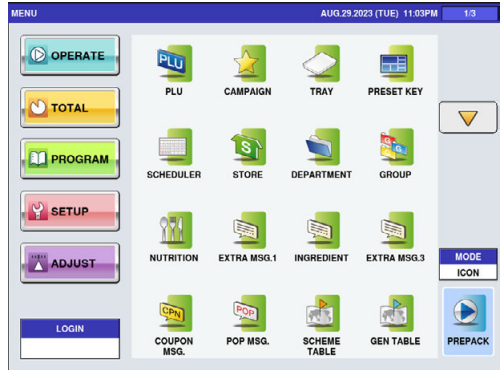 MENU AUG.29.2023 (TUE) 11:03PM 1/3
OPERATE
TOTAL
PROGRAM
SETUP
ADJUST
LOGIN
PLU
PLU CAMPAIGN TRAY PRESET KEY
S
G
G
SCHEDULER STORE DEPARTMENT GROUP
NUTRITION EXTRA MSG.1 INGREDIENT EXTRA MSG.3
CPN POP
COUPON MSG. POP MSG. SCHEME TABLE GEN TABLE
MODE
ICON
PREPACK